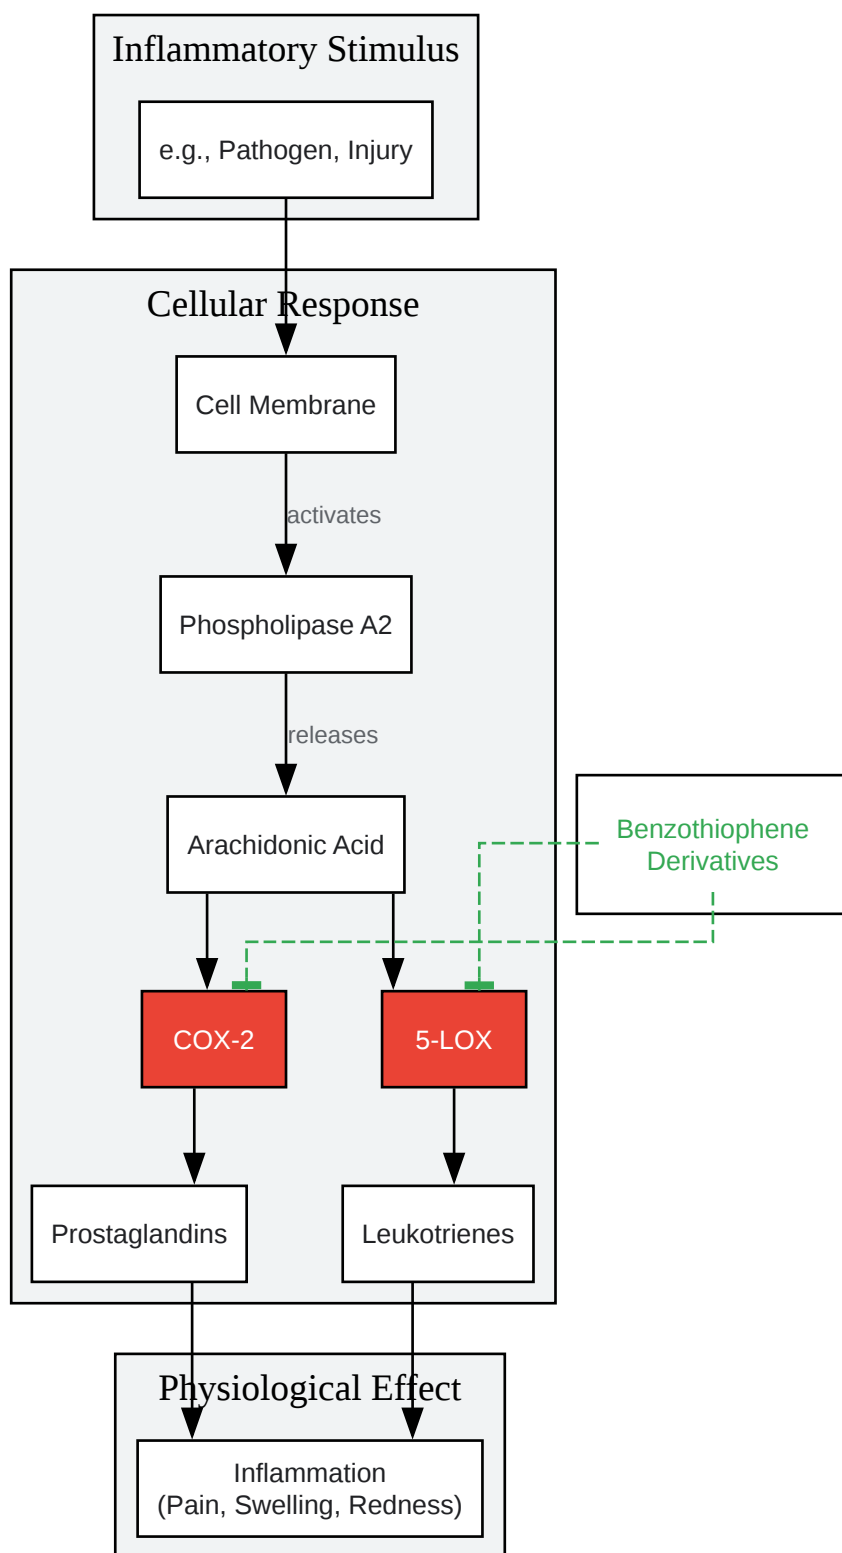 Inflammatory Stimulus
e.g., Pathogen, Injury
Cellular Response
Cell Membrane
activates
Phospholipase A2
releases
Arachidonic Acid
Benzothiophene
Derivatives
COX-2
5-LOX
Prostaglandins
Leukotrienes
Physiological Effect
Inflammation
(Pain, Swelling, Redness)